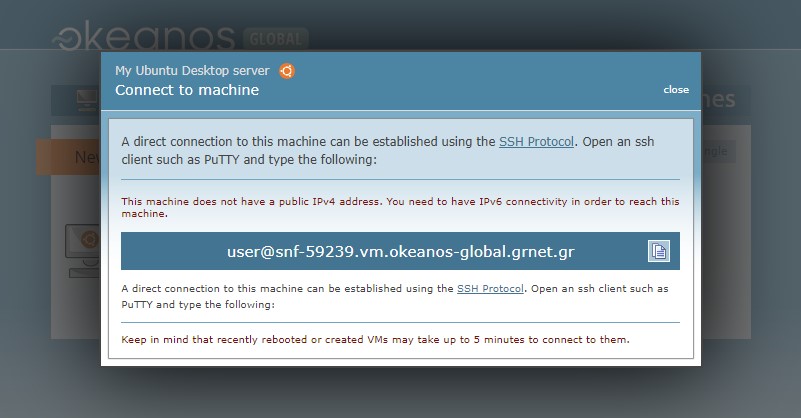 okeanos GLOBAL
My Ubuntu Desktop server
Connect to machine
close
A direct connection to this machine can be established using the SSH Protocol. Open an ssh
client such as PuTTY and type the following:
This machine does not have a public IPv4 address. You need to have IPv6 connectivity in order to reach this
machine.
user@snf-59239.vm.okeanos-global.grnet.gr
A direct connection to this machine can be established using the SSH Protocol. Open an ssh client such as
PuTTY and type the following:
Keep in mind that recently rebooted or created VMs may take up to 5 minutes to connect to them.